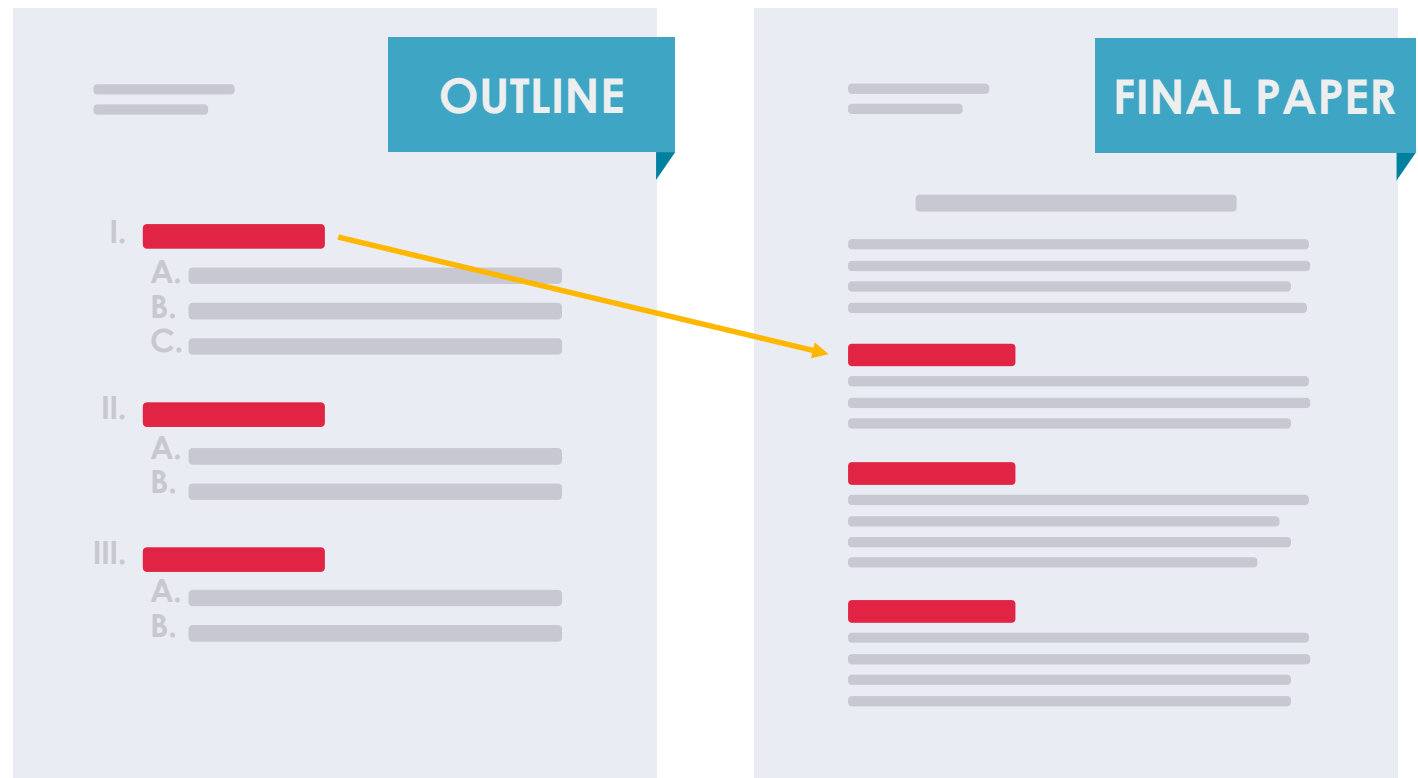 OUTLINE
I.
A.
B.
C.
II.
A.
B.
III.
A.
B.
FINAL PAPER